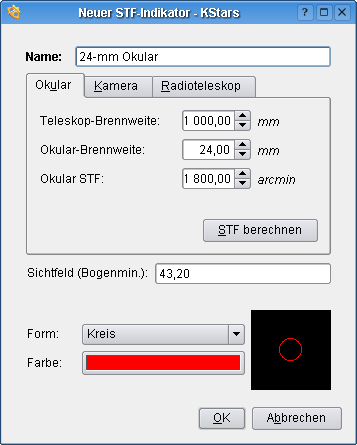 Neuer STF-Indikator - KStars
Name: 24-mm Okular
Okular Kamera Radioteleskop
Teleskop-Brennweite: 1 000,00 mm
Okular-Brennweite: 24,00 mm
Okular STF: 1 800,00 arcmin
STF berechnen
Sichtfeld (Bogenmin.): 43,20
Form: Kreis
Farbe:
OK Abbrechen